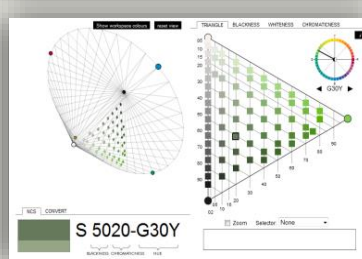 Show workspace colours reset view
TRIANGLE BLACKNESS WHITENESS CHROMATICNESS
G30Y
NCS CONVERT
S 5020-G30Y
BLACKNESS CHROMATICNESS HUE
Zoom Selector None